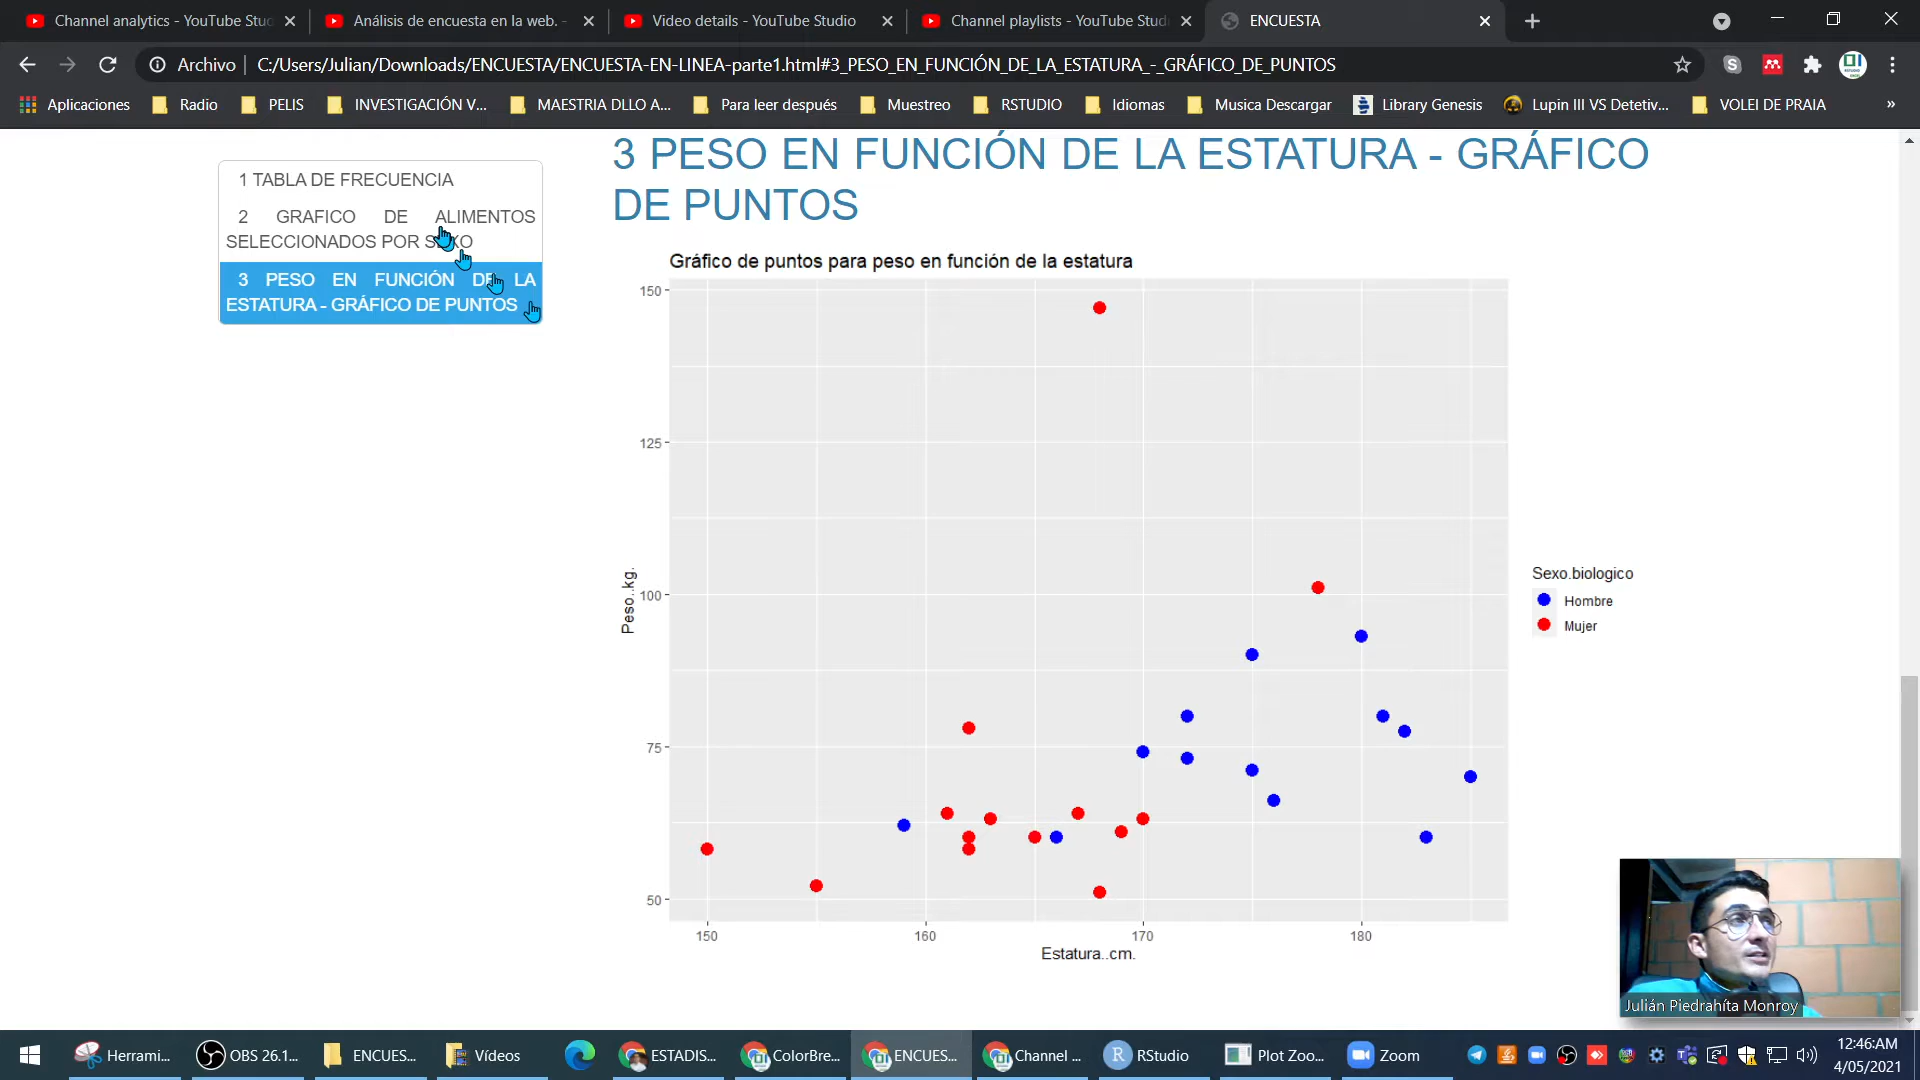 Channel analytics - YouTube Stuc
Análisis de encuesta en la web. -
Video details - YouTube Studio
Channel playlists - YouTube Stud
ENCUESTA
Archivo
C:/Users/Julian/Downloads/ENCUESTA/ENCUESTA-EN-LINEA-parte1.html#3_PESO_EN_FUNCIÓN_DE_LA_ESTATURA_-_GRÁFICO_DE_PUNTOS
Aplicaciones
Radio
PELIS
INVESTIGACIÓN V...
MAESTRIA DLLO A...
Para leer después
Muestreo
RSTUDIO
Idiomas
Musica Descargar
Library Genesis
Lupin III VS Detetiv...
VOLEI DE PRAIA
»
1 TABLA DE FRECUENCIA
2 GRAFICO DE ALIMENTOS
SELECCIONADOS POR SEXO
3 PESO EN FUNCIÓN DE LA
ESTATURA - GRÁFICO DE PUNTOS
3 PESO EN FUNCIÓN DE LA ESTATURA - GRÁFICO
DE PUNTOS
Gráfico de puntos para peso en función de la estatura
150
125
100
75
50
Peso..kg.
150
160
170
180
Estatura..cm.
Sexo.biologico
Hombre
Mujer
Julián Piedrahíta Monroy
Herrami...
OBS 26.1...
ENCUES...
Vídeos
ESTADIS...
ColorBre...
ENCUES...
Channel ...
RStudio
Plot Zoo...
Zoom
12:46AM
4/05/2021